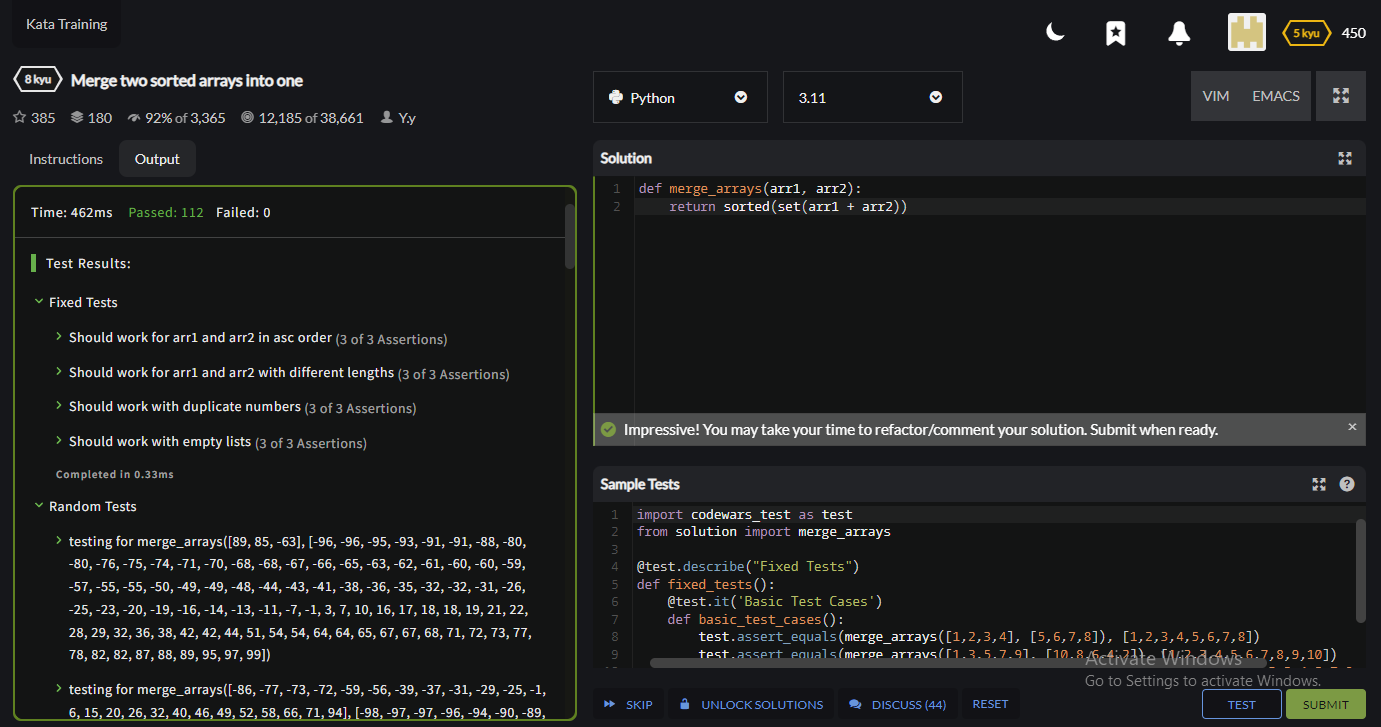 Kata Training
5 kyu 450
8 kyu Merge two sorted arrays into one
385 180 92% of 3,365 12,185 of 38,661 Y.y
Instructions Output
Time: 462ms Passed: 112 Failed: 0
Test Results:
Fixed Tests
Should work for arr1 and arr2 in asc order (3 of 3 Assertions)
Should work for arr1 and arr2 with different lengths (3 of 3 Assertions)
Should work with duplicate numbers (3 of 3 Assertions)
Should work with empty lists (3 of 3 Assertions)
Completed in 0.33ms
Random Tests
testing for merge_arrays([89, 85, -63], [-96, -96, -95, -93, -91, -91, -88, -80,
-80, -76, -75, -74, -71, -70, -68, -68, -67, -66, -65, -63, -62, -61, -60, -60, -59,
-57, -55, -55, -50, -49, -49, -48, -44, -43, -41, -38, -36, -35, -32, -32, -31, -26,
-25, -23, -20, -19, -16, -14, -13, -11, -7, -1, 3, 7, 10, 16, 17, 18, 18, 19, 21, 22,
28, 29, 32, 36, 38, 42, 42, 44, 51, 54, 54, 64, 64, 65, 67, 67, 68, 71, 72, 73, 77,
78, 82, 82, 87, 88, 89, 95, 97, 99])
testing for merge_arrays([-86, -77, -73, -72, -59, -56, -39, -37, -31, -29, -25, -1,
6, 15, 20, 26, 32, 40, 46, 49, 52, 58, 66, 71, 94], [-98, -97, -97, -96, -94, -90, -89,
Python 3.11 VIM EMACS
Solution
1 def merge_arrays(arr1, arr2):
2 return sorted(set(arr1 + arr2))
Impressive! You may take your time to refactor/comment your solution. Submit when ready. ×
Sample Tests ?
1 import codewars_test as test
2 from solution import merge_arrays
3
4 @test.describe("Fixed Tests")
5 def fixed_tests():
6 @test.it('Basic Test Cases')
7 def basic_test_cases():
8 test.assert_equals(merge_arrays([1,2,3,4], [5,6,7,8]), [1,2,3,4,5,6,7,8])
9 test.assert_equals(merge_arrays([1,3,5,7,9], [10,8,6,4,2]), [1,2,3,4,5,6,7,8,9,10])
Activate Windows
Go to Settings to activate Windows.
SKIP UNLOCK SOLUTIONS DISCUSS (44) RESET TEST SUBMIT